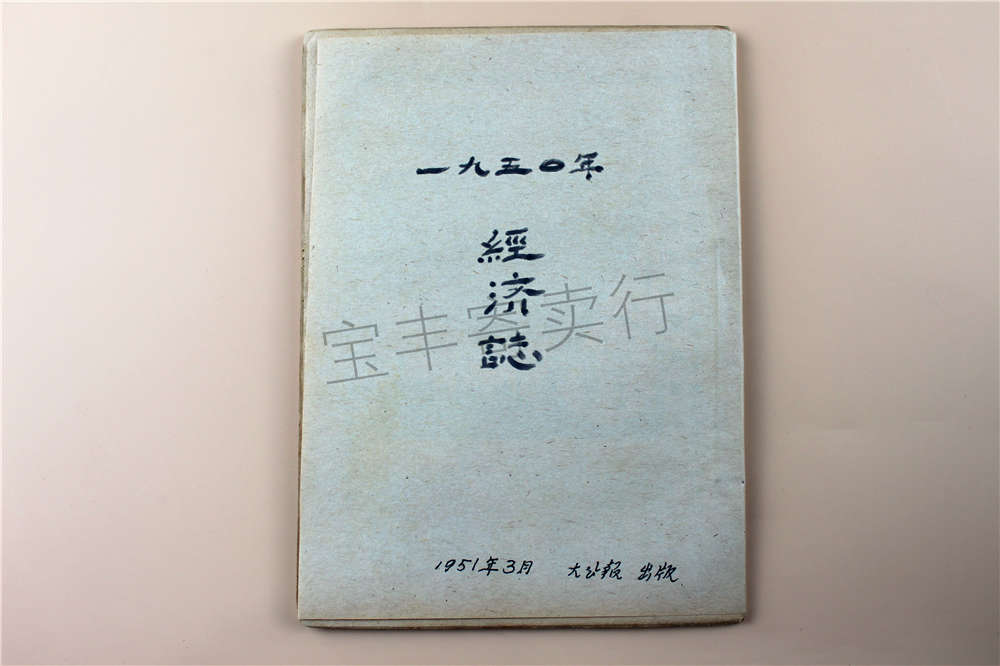 一九五〇年
經
济
誌
宝丰寄卖行
1951年3月 大公報 出版